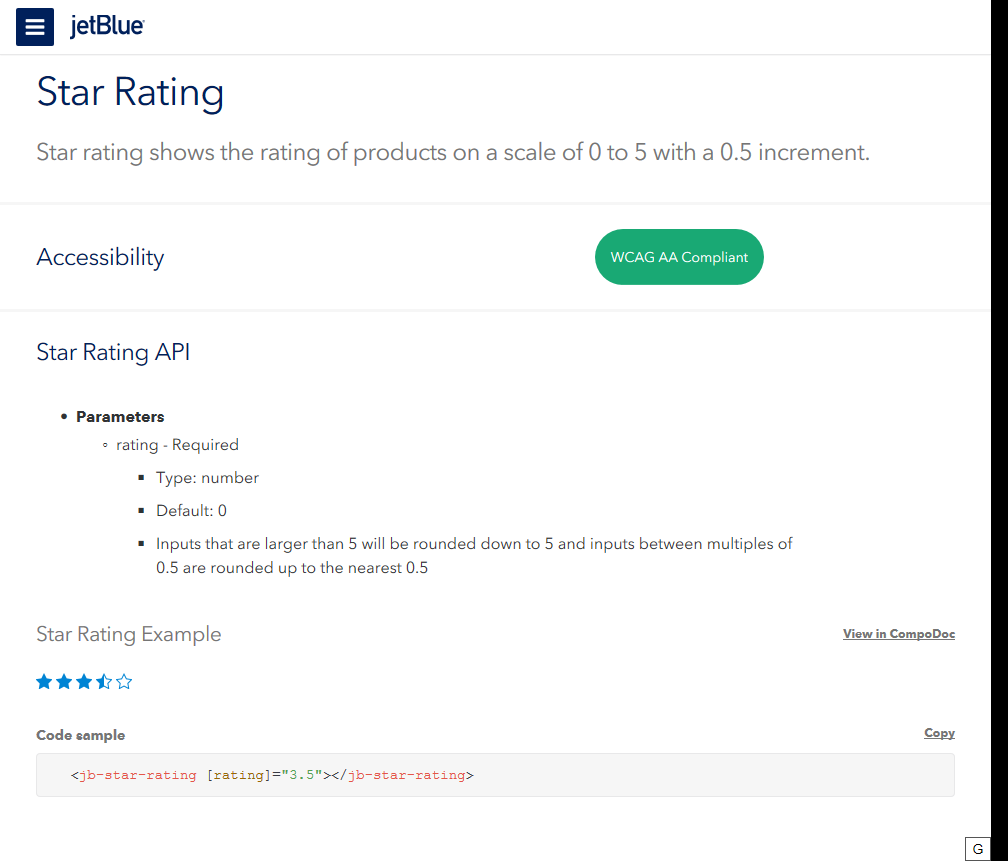 jetBlue
Star Rating
Star rating shows the rating of products on a scale of 0 to 5 with a 0.5 increment.
Accessibility
WCAG AA Compliant
Star Rating API
Parameters
rating - Required
Type: number
Default: 0
Inputs that are larger than 5 will be rounded down to 5 and inputs between multiples of
0.5 are rounded up to the nearest 0.5
Star Rating Example
View in CompoDoc
Code sample
Copy
<jb-star-rating [rating]="3.5"></jb-star-rating>
G